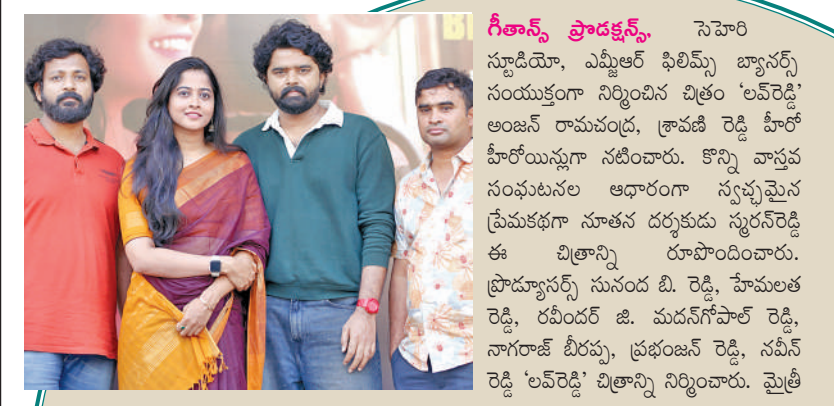 గీతాన్స్ ప్రొడక్షన్స్, సెహెరి
స్టూడియో, ఎమ్జీఆర్ ఫిలిమ్స్ బ్యానర్స్
సంయుక్తంగా నిర్మించిన చిత్రం ‘లవ్‌రెడ్డి’
అంజన్ రామచంద్ర, శ్రావణి రెడ్డి హీరో
హీరోయిన్లుగా నటించారు. కొన్ని వాస్తవ
సంఘటనల ఆధారంగా స్వచ్ఛమైన
ప్రేమకథగా నూతన దర్శకుడు స్మరన్‌రెడ్డి
ఈ చిత్రాన్ని రూపొందించారు.
ప్రొడ్యూసర్స్ సునంద బి. రెడ్డి, హేమలత
రెడ్డి, రవీందర్ జి. మదన్‌గోపాల్ రెడ్డి,
నాగరాజ్ బీరప్ప, ప్రభంజన్ రెడ్డి, నవీన్
రెడ్డి ‘లవ్‌రెడ్డి’ చిత్రాన్ని నిర్మించారు. మైత్రీ